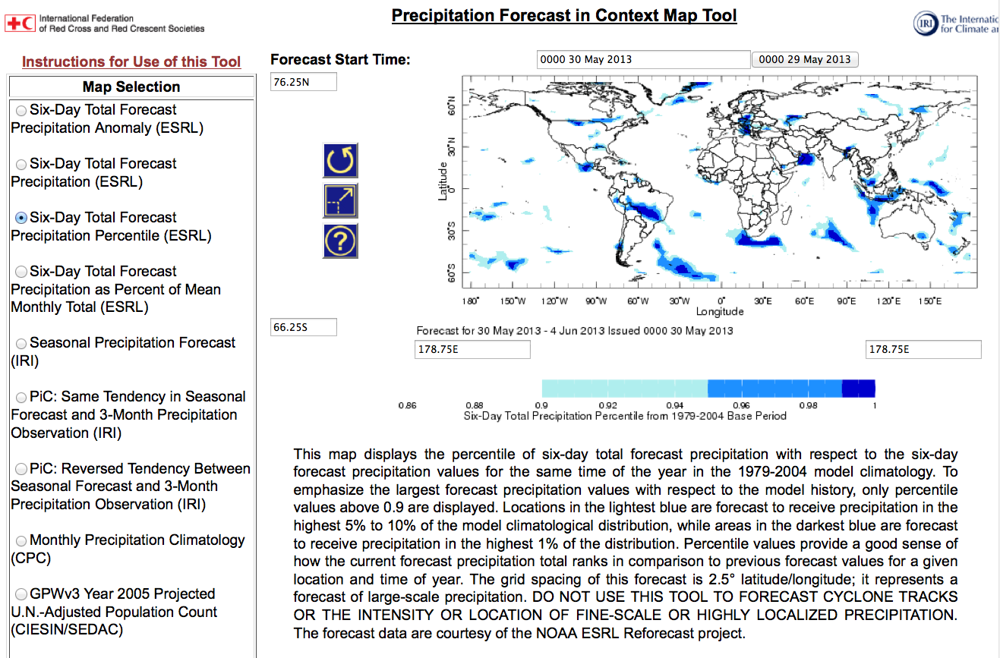 International Federation
of Red Cross and Red Crescent Societies
Precipitation Forecast in Context Map Tool
IRI
The Internatic
for Climate ar
Instructions for Use of this Tool
Map Selection
Six-Day Total Forecast
Precipitation Anomaly (ESRL)
Six-Day Total Forecast
Precipitation (ESRL)
Six-Day Total Forecast
Precipitation Percentile (ESRL)
Six-Day Total Forecast
Precipitation as Percent of Mean
Monthly Total (ESRL)
Seasonal Precipitation Forecast
(IRI)
PiC: Same Tendency in Seasonal
Forecast and 3-Month Precipitation
Observation (IRI)
PiC: Reversed Tendency Between
Seasonal Forecast and 3-Month
Precipitation Observation (IRI)
Monthly Precipitation Climatology
(CPC)
GPWv3 Year 2005 Projected
U.N.-Adjusted Population Count
(CIESIN/SEDAC)
Forecast Start Time:
0000 30 May 2013
0000 29 May 2013
76.25N
?
66.25S
Latitude
60°N
30°N
0°
30°S
60°S
180° 150°W 120°W 90°W 60°W 30°W 0° 30°E 60°E 90°E 120°E 150°E
Longitude
Forecast for 30 May 2013 - 4 Jun 2013 Issued 0000 30 May 2013
178.75E
178.75E
0.86 0.88 0.9 0.92 0.94 0.96 0.98 1
Six-Day Total Precipitation Percentile from 1979-2004 Base Period
This map displays the percentile of six-day total forecast precipitation with respect to the six-day
forecast precipitation values for the same time of the year in the 1979-2004 model climatology. To
emphasize the largest forecast precipitation values with respect to the model history, only percentile
values above 0.9 are displayed. Locations in the lightest blue are forecast to receive precipitation in the
highest 5% to 10% of the model climatological distribution, while areas in the darkest blue are forecast
to receive precipitation in the highest 1% of the distribution. Percentile values provide a good sense of
how the current forecast precipitation total ranks in comparison to previous forecast values for a given
location and time of year. The grid spacing of this forecast is 2.5° latitude/longitude; it represents a
forecast of large-scale precipitation. DO NOT USE THIS TOOL TO FORECAST CYCLONE TRACKS
OR THE INTENSITY OR LOCATION OF FINE-SCALE OR HIGHLY LOCALIZED PRECIPITATION.
The forecast data are courtesy of the NOAA ESRL Reforecast project.